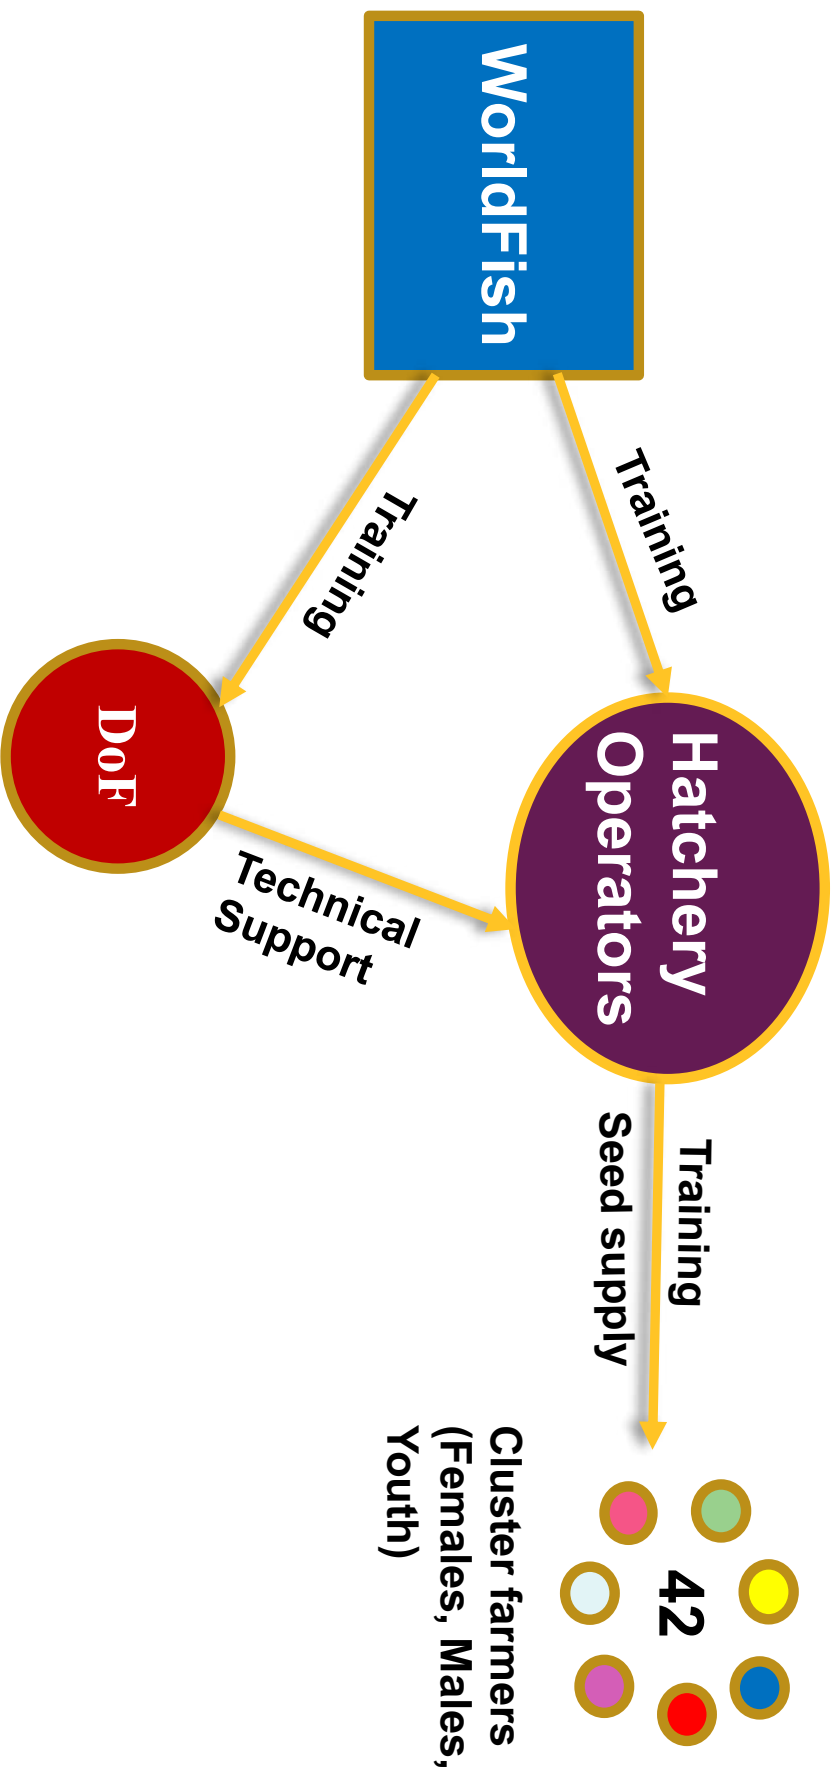 WorldFish
Training
Training
Hatchery
Operators
DoF
Technical
Support
Training
Seed supply
42
Cluster farmers
(Females, Males,
Youth)